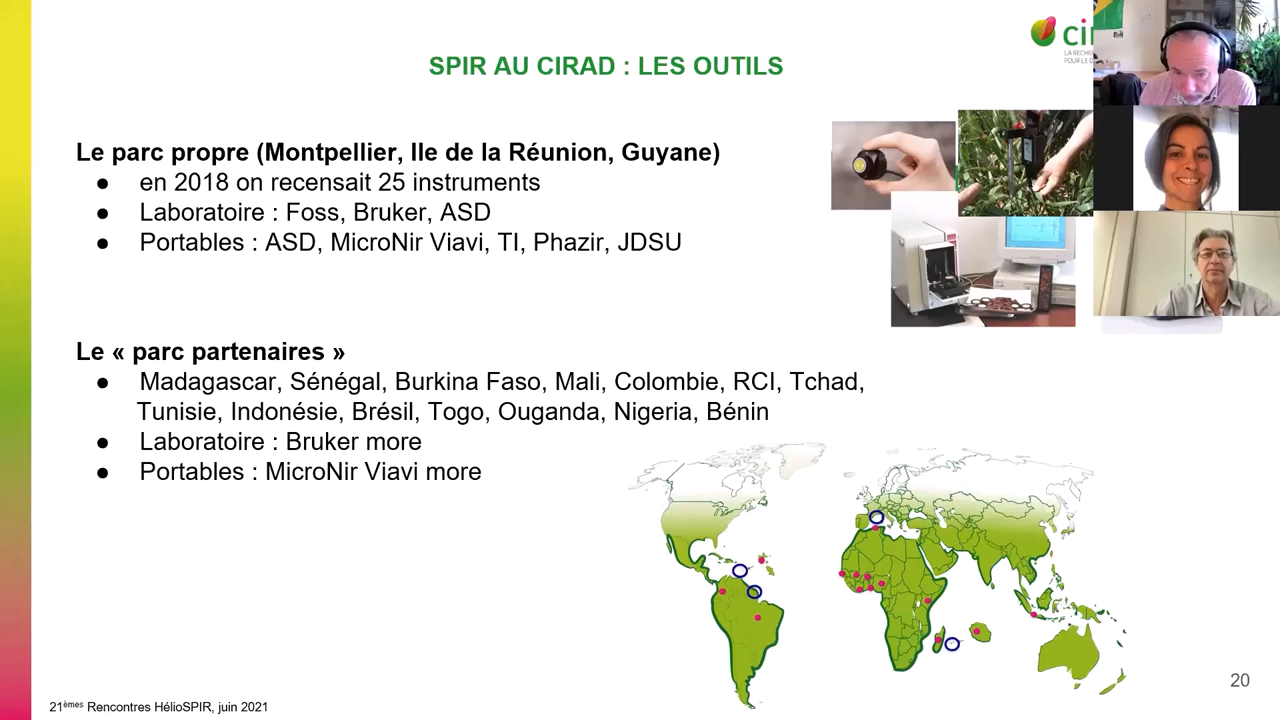 SPIR AU CIRAD : LES OUTILS
Le parc propre (Montpellier, Ile de la Réunion, Guyane)
● en 2018 on recensait 25 instruments
● Laboratoire : Foss, Bruker, ASD
● Portables : ASD, MicroNir Viavi, TI, Phazir, JDSU
Le « parc partenaires »
● Madagascar, Sénégal, Burkina Faso, Mali, Colombie, RCI, Tchad,
Tunisie, Indonésie, Brésil, Togo, Ouganda, Nigeria, Bénin
● Laboratoire : Bruker more
● Portables : MicroNir Viavi more
20
21èmes Rencontres HélioSPIR, juin 2021